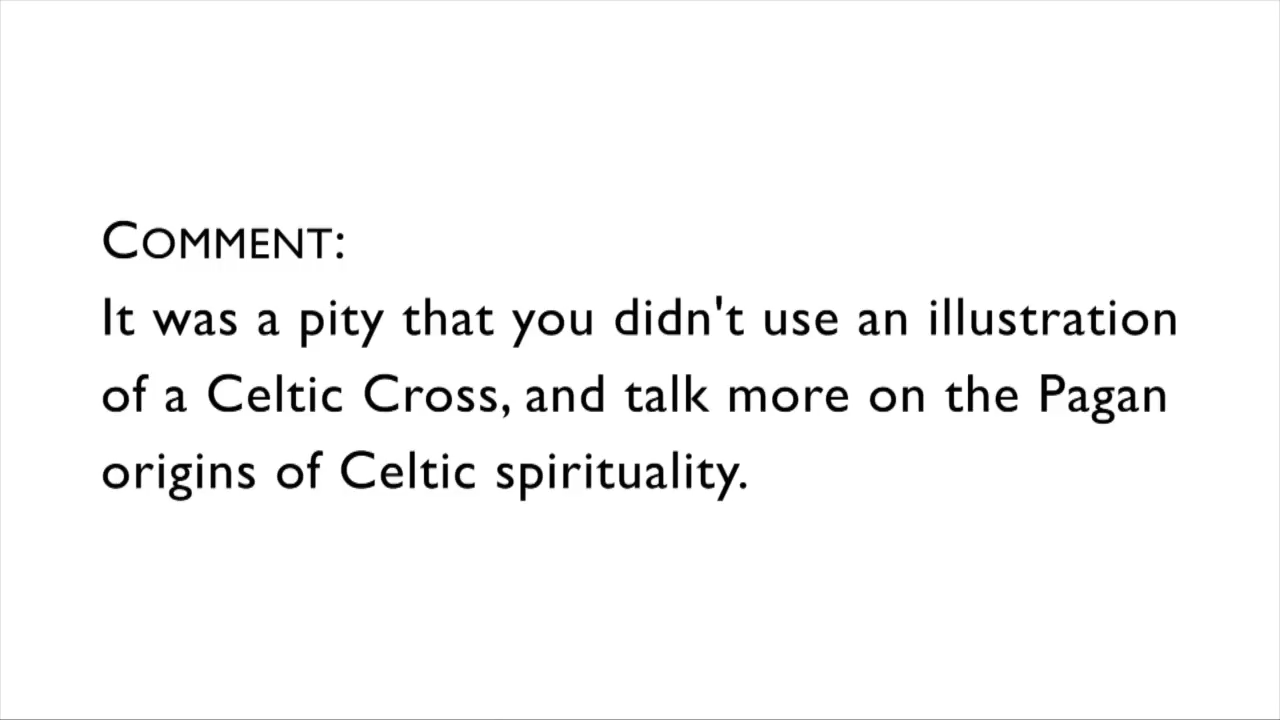 COMMENT:
It was a pity that you didn't use an illustration
of a Celtic Cross, and talk more on the Pagan
origins of Celtic spirituality.